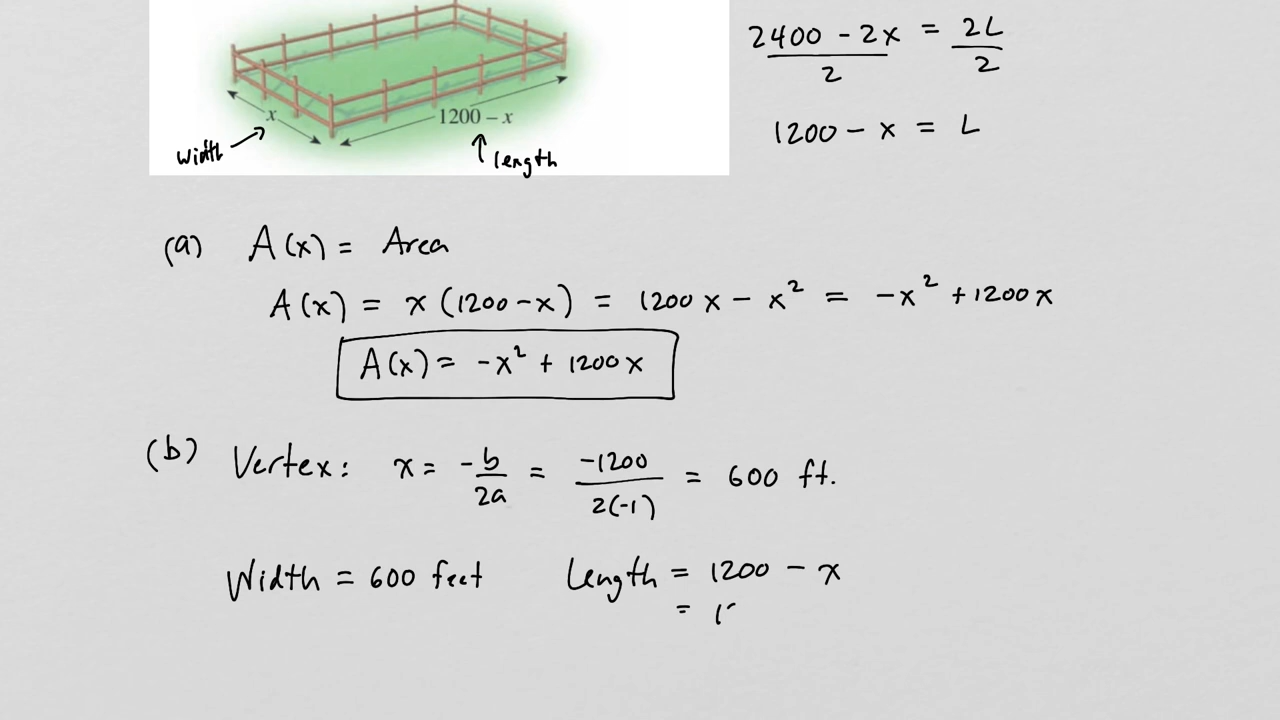 2400 - 2x = 2L
2 2
1200 - x = L
x
1200 – x
width
length
(a) A(x) = Area
A(x) = x(1200-x) = 1200x - x² = -x² + 1200x
A(x) = -x² + 1200x
(b) Vertex: x = -b/2a = -1200/2(-1) = 600 ft.
Width = 600 feet Length = 1200 - x
= 1